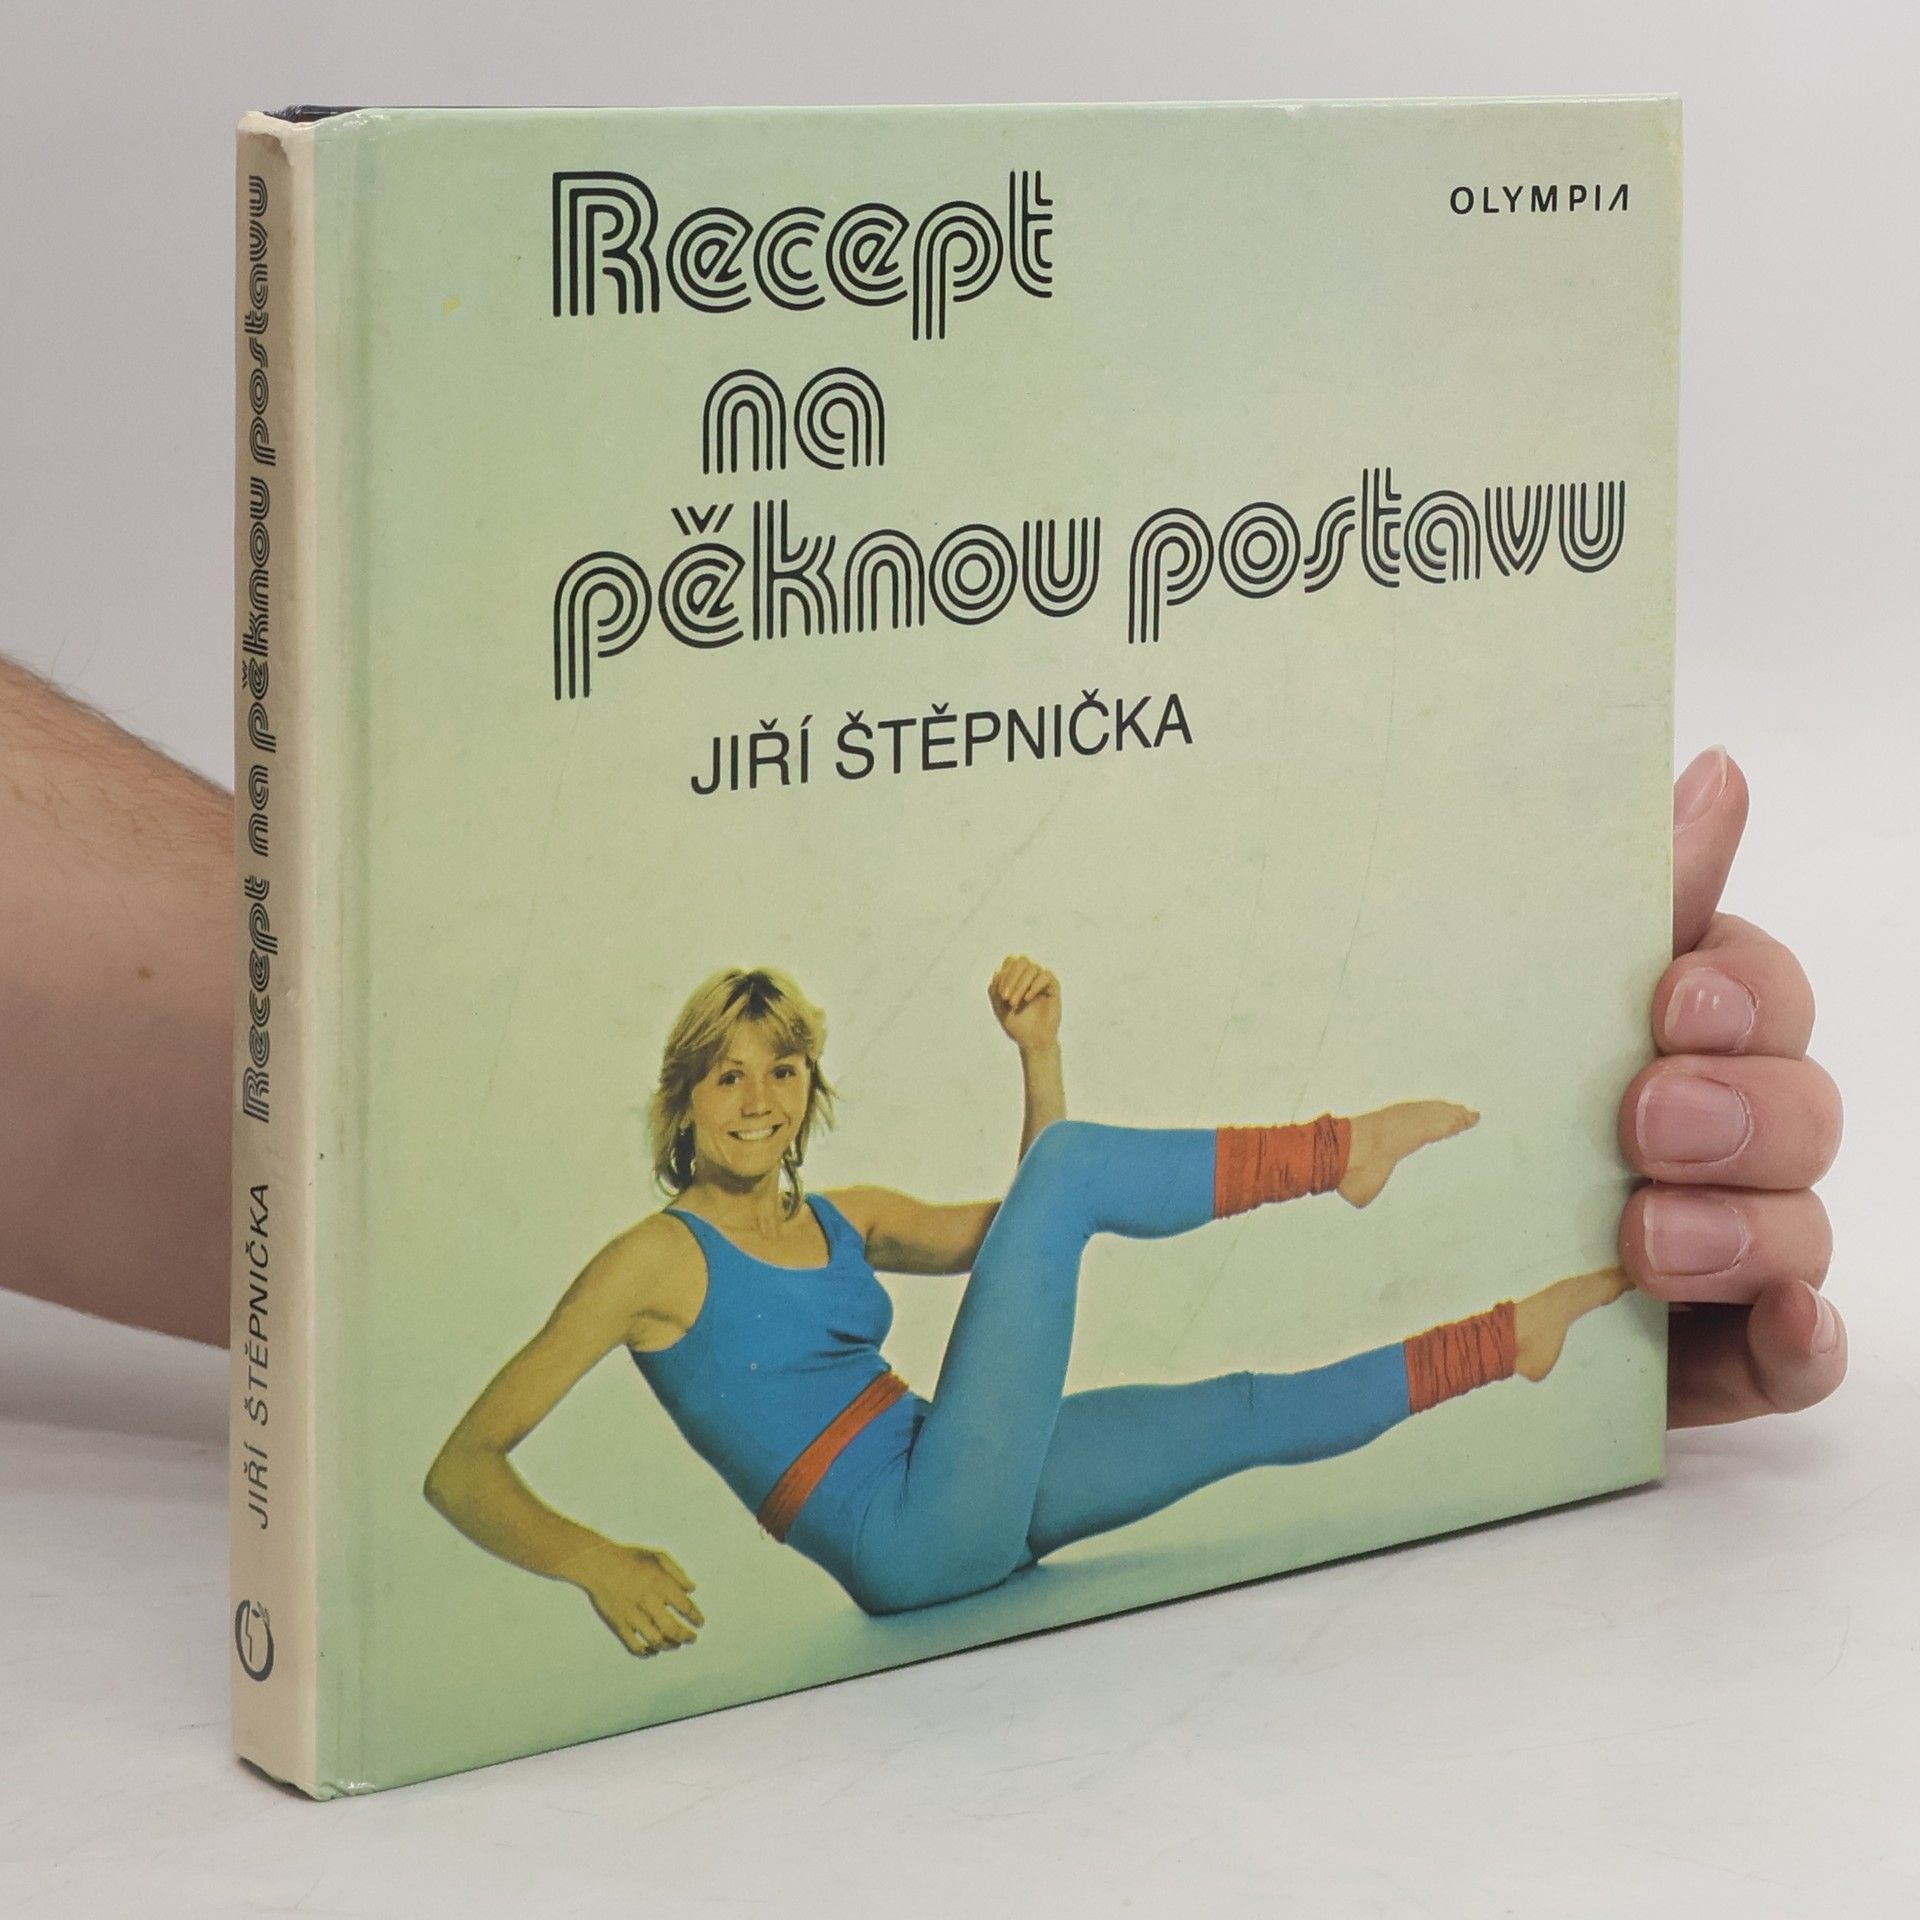 Recept
na
pěknou postavu
JIŘÍ ŠTĚPNIČKA
OLYMPIA
JIŘÍ ŠTĚPNIČKA Recept na pěknou postavu